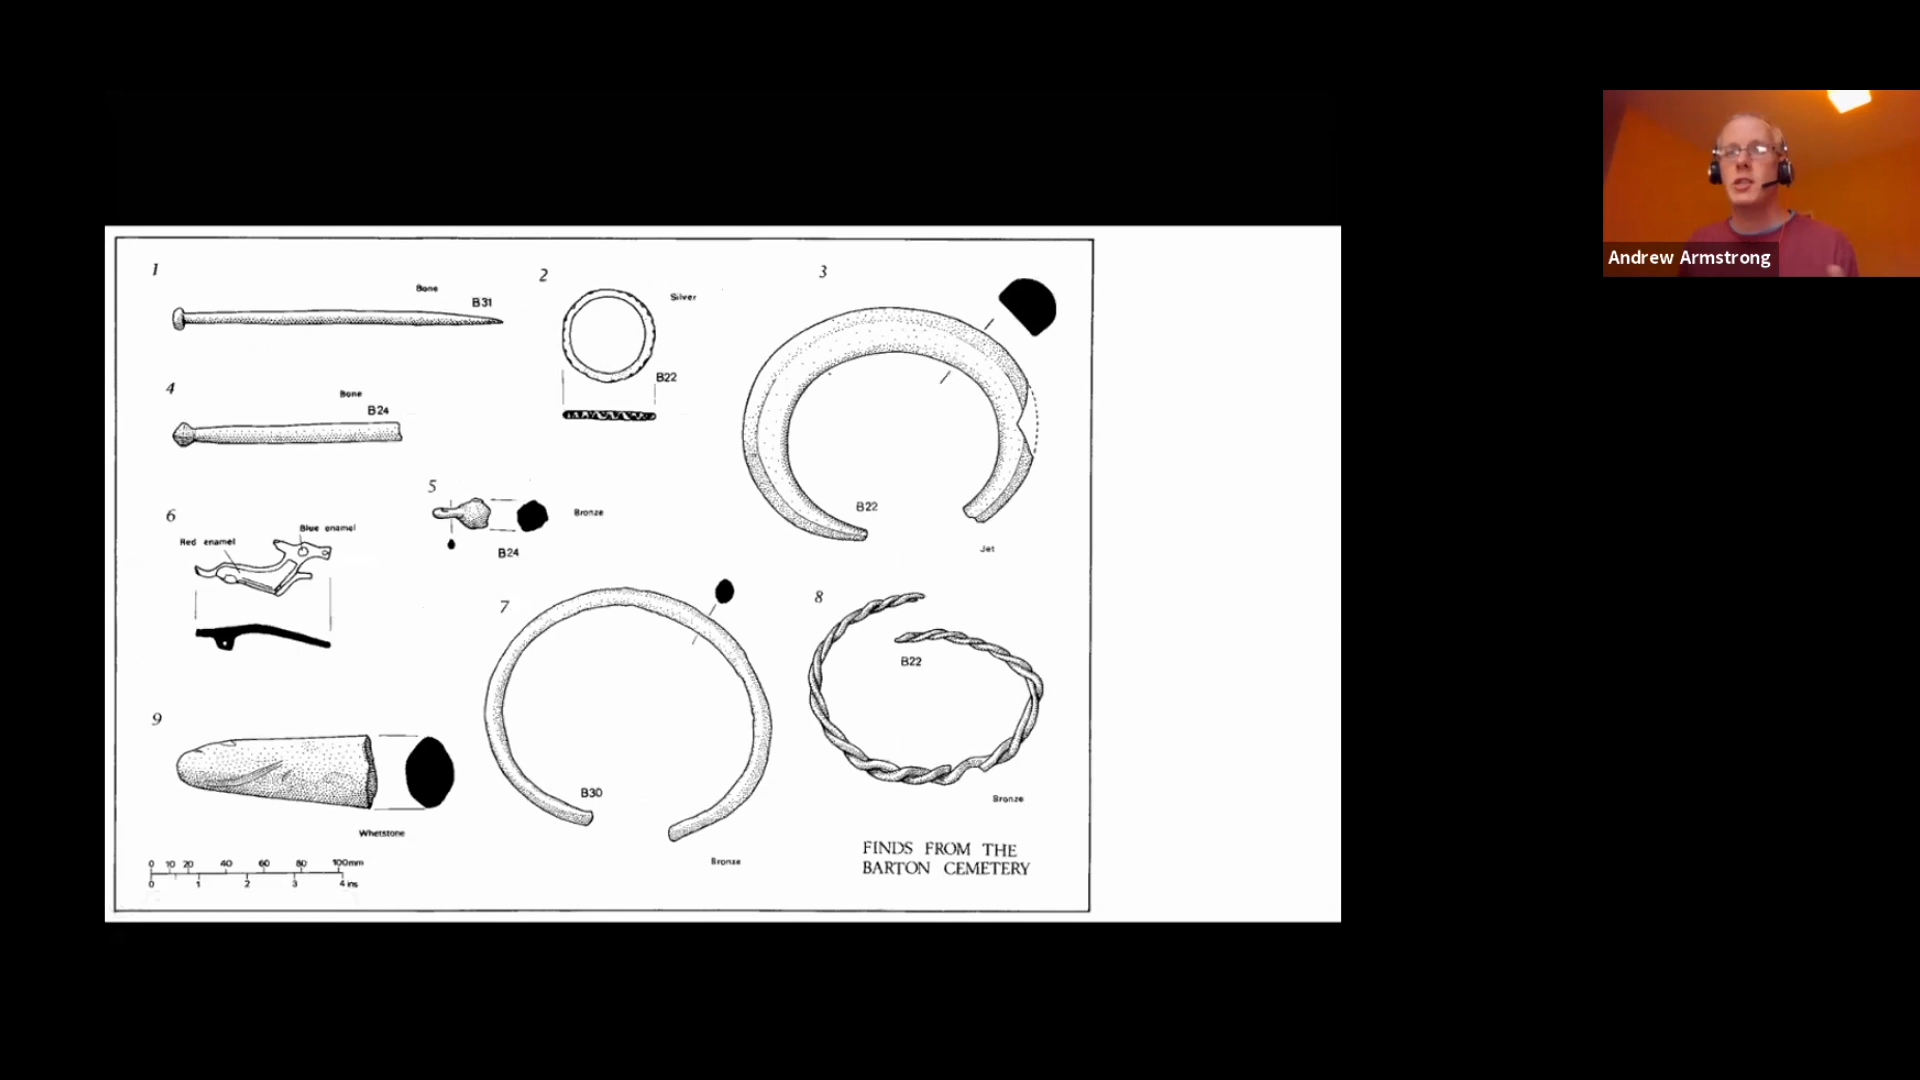 1
Bone
B31
2
Silver
B22
3
B22
Jet
4
Bone
B24
5
Bronze
B24
6
Red enamel
Blue enamel
7
B30
Bronze
8
B22
Bronze
9
Whetstone
0 10 20 40 60 80 100mm
0 1 2 3 4 ins
FINDS FROM THE
BARTON CEMETERY
Andrew Armstrong